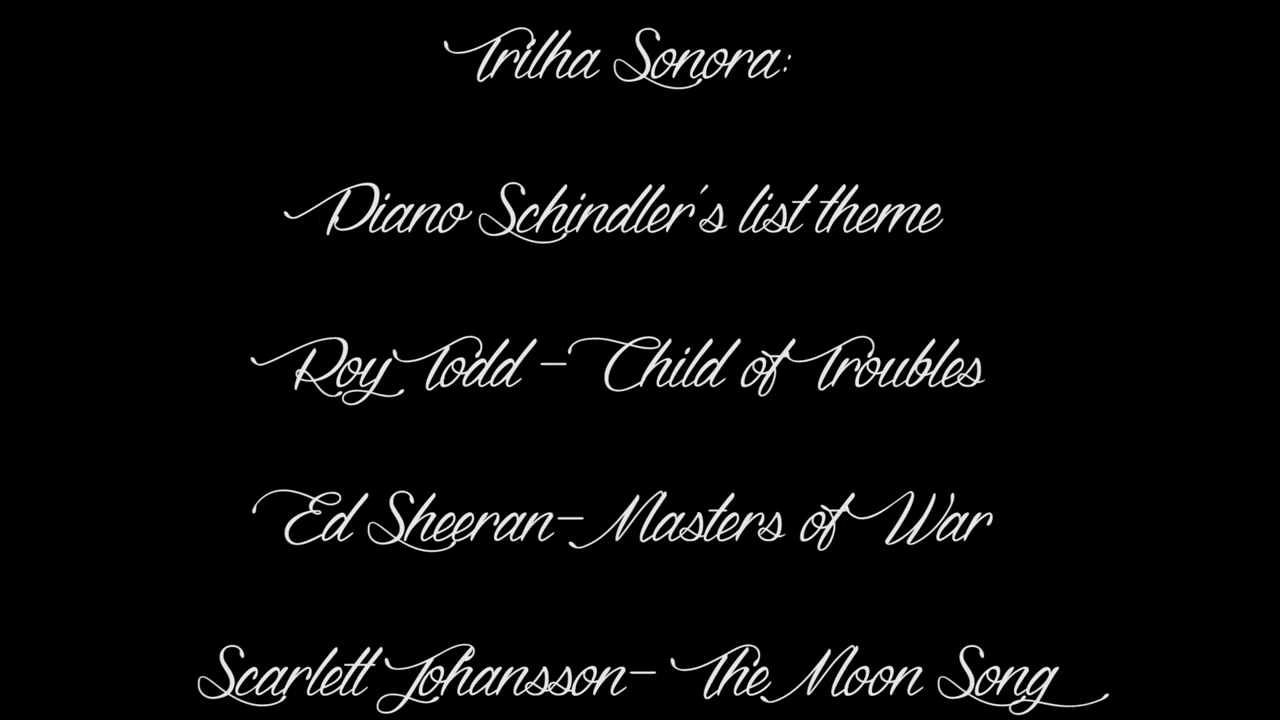 Trilha Sonora:
Piano Schindler's list theme
Roy Todd - Child of Troubles
Ed Sheeran- Masters of War
Scarlett Johansson- The Moon Song